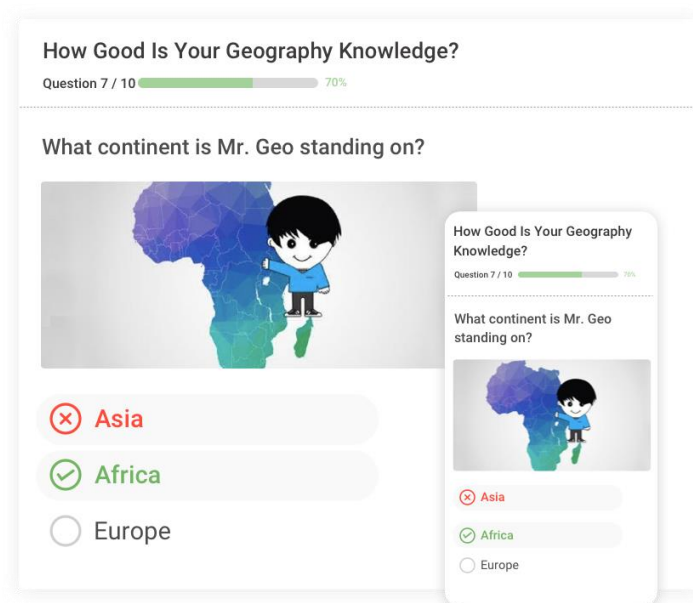 How Good Is Your Geography Knowledge?
Question 7 / 10
70%
What continent is Mr. Geo standing on?
Asia
Africa
Europe
How Good Is Your Geography
Knowledge?
Question 7 / 10
70%
What continent is Mr. Geo
standing on?
Asia
Africa
Europe